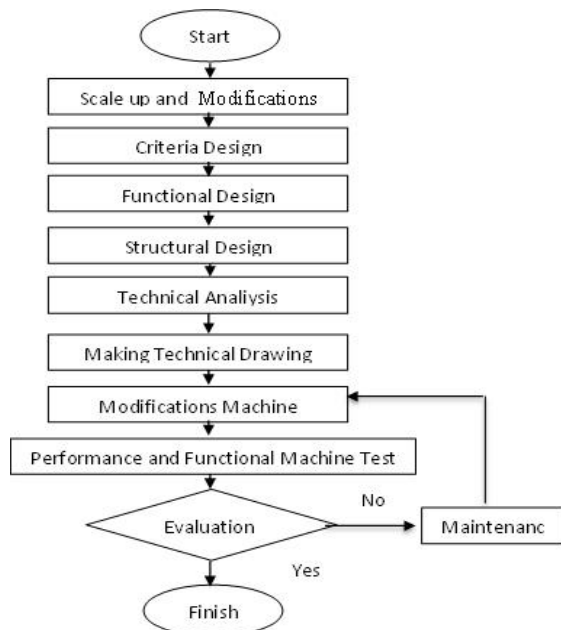 Start
Scale up and Modifications
Criteria Design
Functional Design
Structural Design
Technical Analiysis
Making Technical Drawing
Modifications Machine
Performance and Functional Machine Test
No
Evaluation
Maintenanc
Yes
Finish